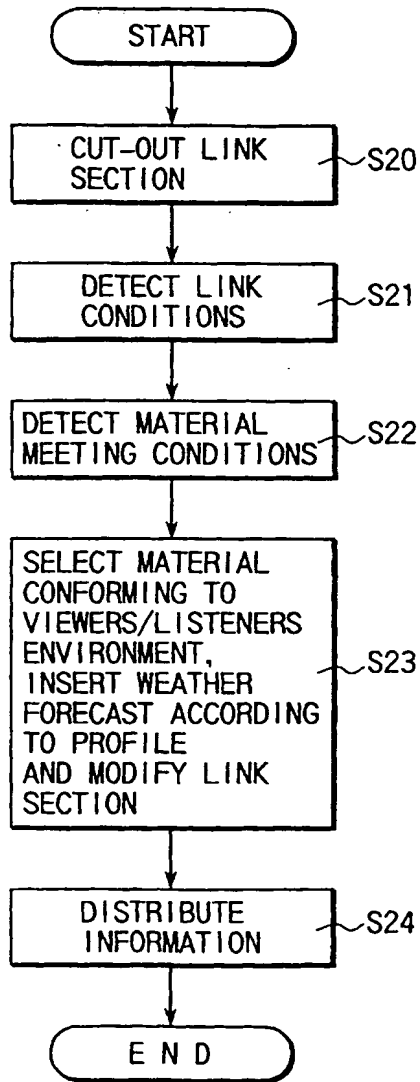 START
CUT-OUT LINK
SECTION
S20
DETECT LINK
CONDITIONS
S21
DETECT MATERIAL
MEETING CONDITIONS
S22
SELECT MATERIAL
CONFORMING TO
VIEWERS/LISTENERS
ENVIRONMENT,
INSERT WEATHER
FORECAST ACCORDING
TO PROFILE
AND MODIFY LINK
SECTION
S23
DISTRIBUTE
INFORMATION
S24
END